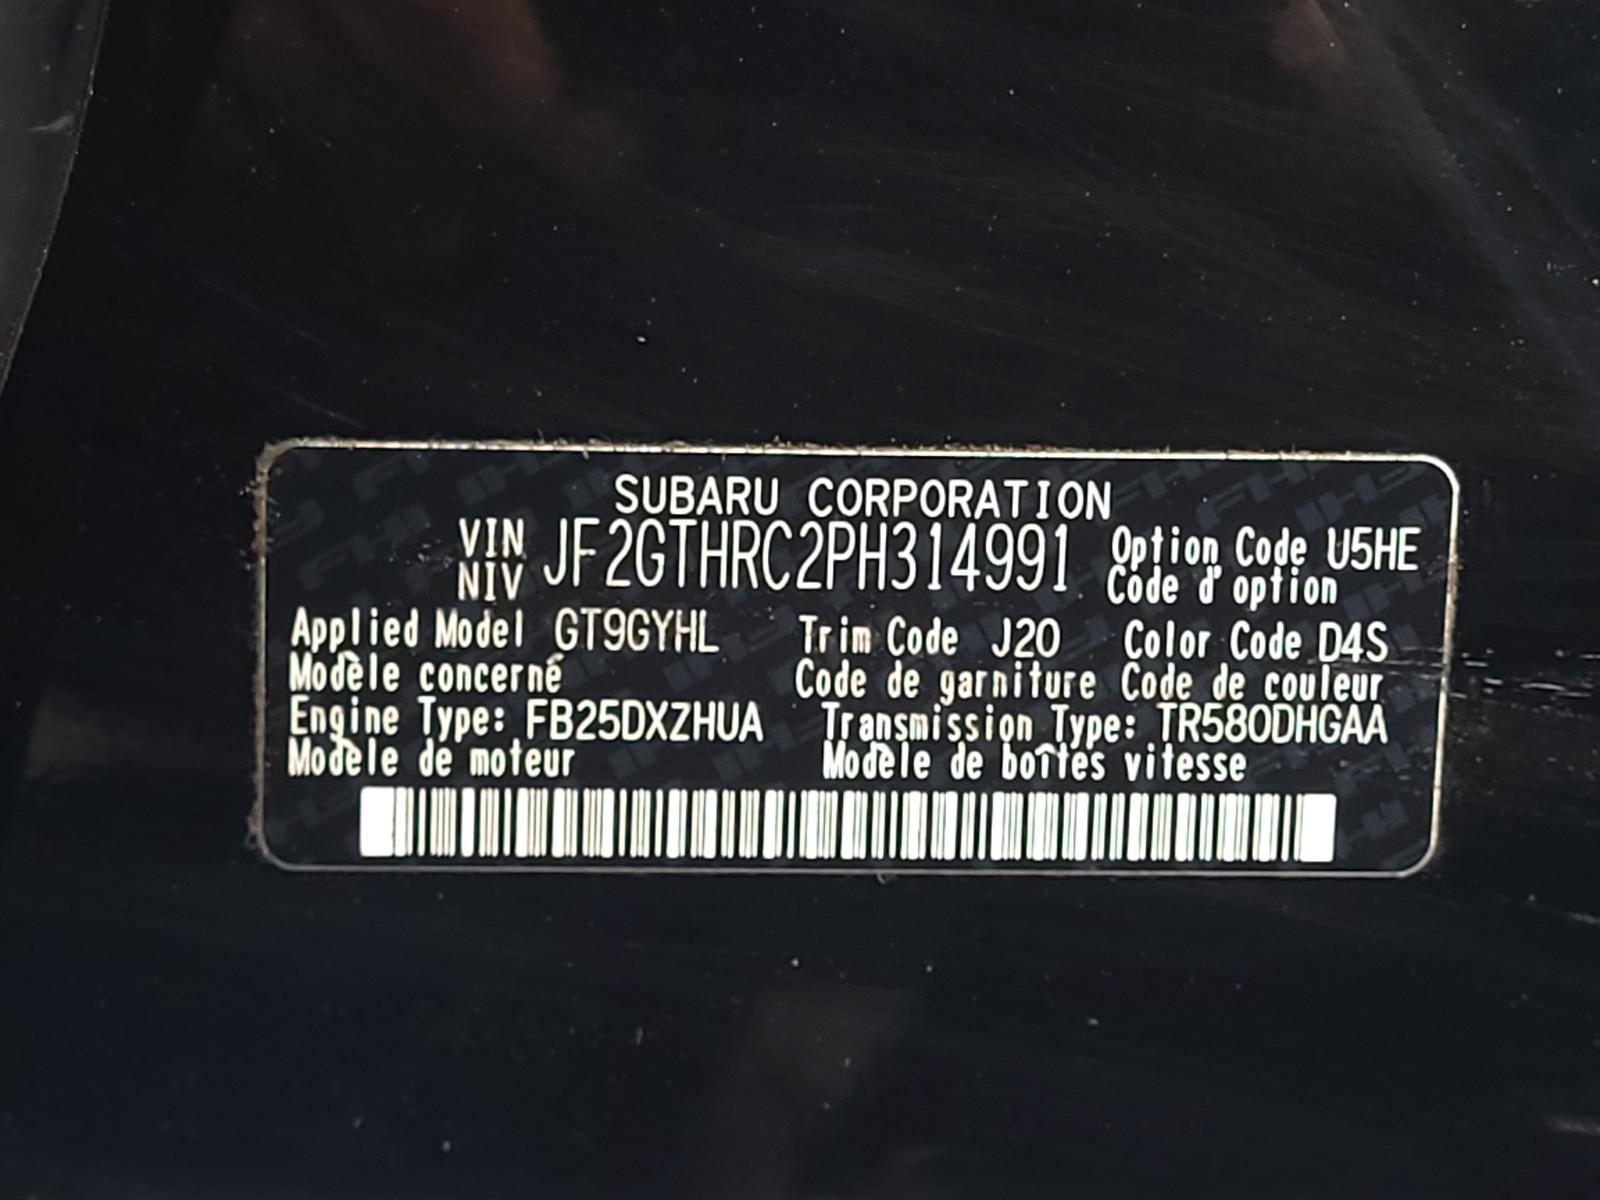 SUBARU CORPORATION
VIN NIV JF2GTHRC2PH314991 Option Code U5HE
Code d'option
Applied Model GT9GYHL Trim Code J20 Color Code D4S
Modèle concerné Code de garniture Code de couleur
Engine Type: FB25DXZHUA Transmission Type: TR580DHGAA
Modèle de moteur Modèle de boîtes vitesse